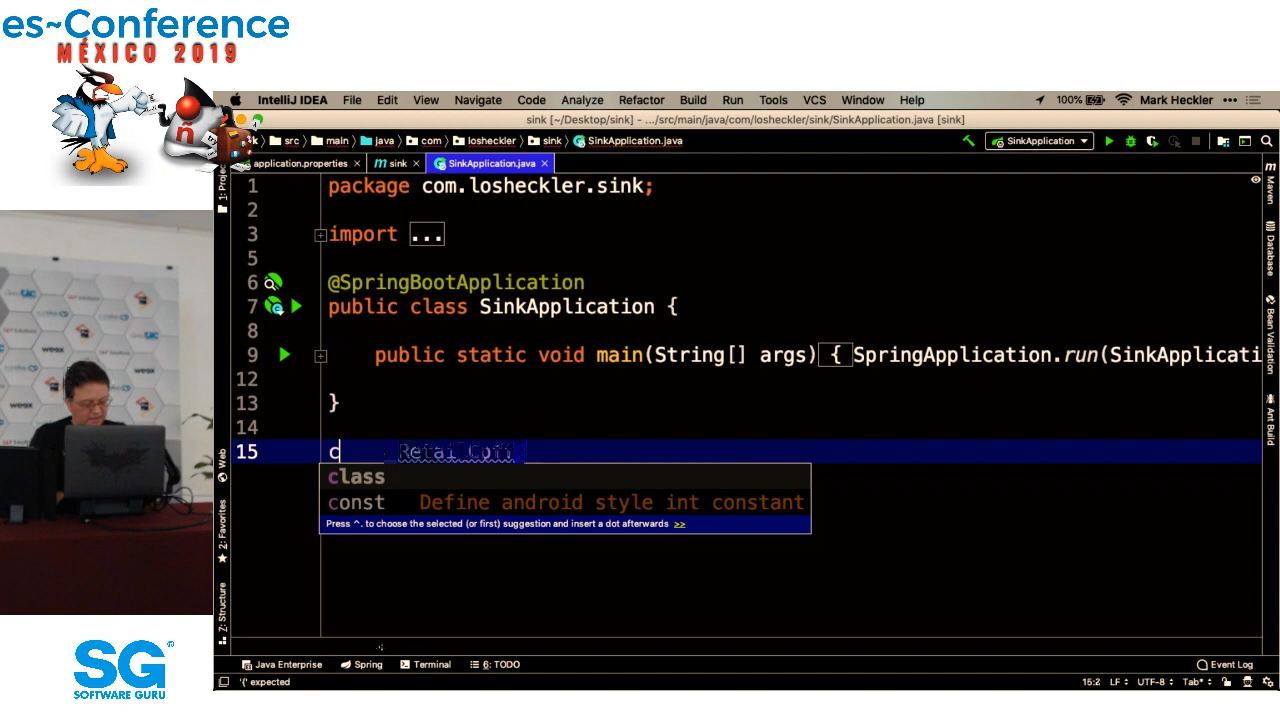 es~Conference
MÉXICO 2019
IntelliJ IDEA File Edit View Navigate Code Analyze Refactor Build Run Tools VCS Window Help 100% Mark Heckler
sink [~/Desktop/sink] - .../src/main/java/com/losheckler/sink/SinkApplication.java [sink]
src main java com losheckler sink SinkApplication.java SinkApplication
application.properties sink SinkApplication.java
1 package com.losheckler.sink;
2
3 import ...
5
6 @SpringBootApplication
7 public class SinkApplication {
8
9 public static void main(String[] args) { SpringApplication.run(SinkApplicati
12
13 }
14
15 c RetailCoff
class
const Define android style int constant
Press ^. to choose the selected (or first) suggestion and insert a dot afterwards >>
Web
2: Favorites
Z: Structure
Maven
Database
Bean Validation
Ant Build
Java Enterprise Spring Terminal 6: TODO Event Log
'{' expected 15:2 LF UTF-8 Tab*
SG
SOFTWARE GURU